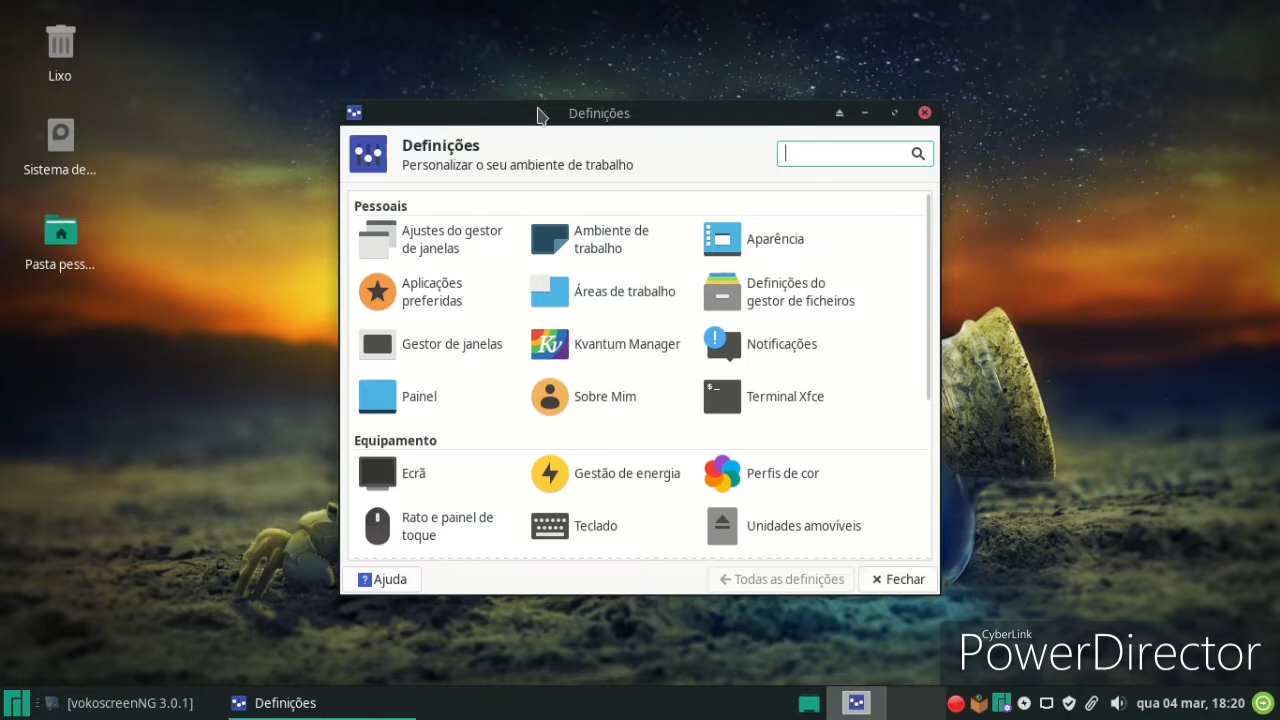 Lixo
Sistema de...
Pasta pess...
Definições
Definições
Personalizar o seu ambiente de trabalho
Pessoais
Ajustes do gestor
de janelas
Ambiente de
trabalho
Aparência
Aplicações
preferidas
Áreas de trabalho
Definições do
gestor de ficheiros
Gestor de janelas
Kv
Kvantum Manager
!
Notificações
Painel
Sobre Mim
$_
Terminal Xfce
Equipamento
Ecrã
Gestão de energia
Perfis de cor
Rato e painel de
toque
Teclado
Unidades amovíveis
? Ajuda
Todas as definições
Fechar
CyberLink
PowerDirector
[vokoscreenNG 3.0.1]
Definições
qua 04 mar, 18:20